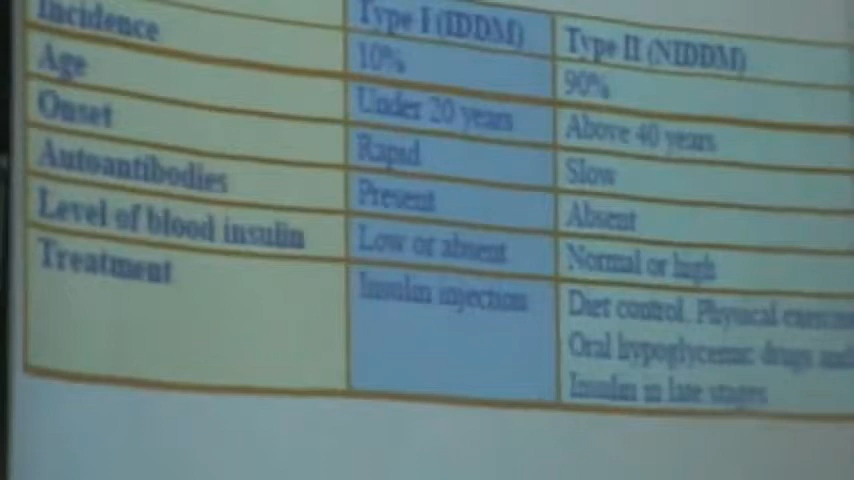 Type I (IDDM) Type II (NIDDM)
Incidence 10% 90%
Age Under 20 years Above 40 years
Onset Rapid Slow
Autoantibodies Present Absent
Level of blood insulin Low or absent Normal or high
Treatment Insulin injection Diet control. Physical
Oral hypoglycemic drugs and
Insulin in late stages